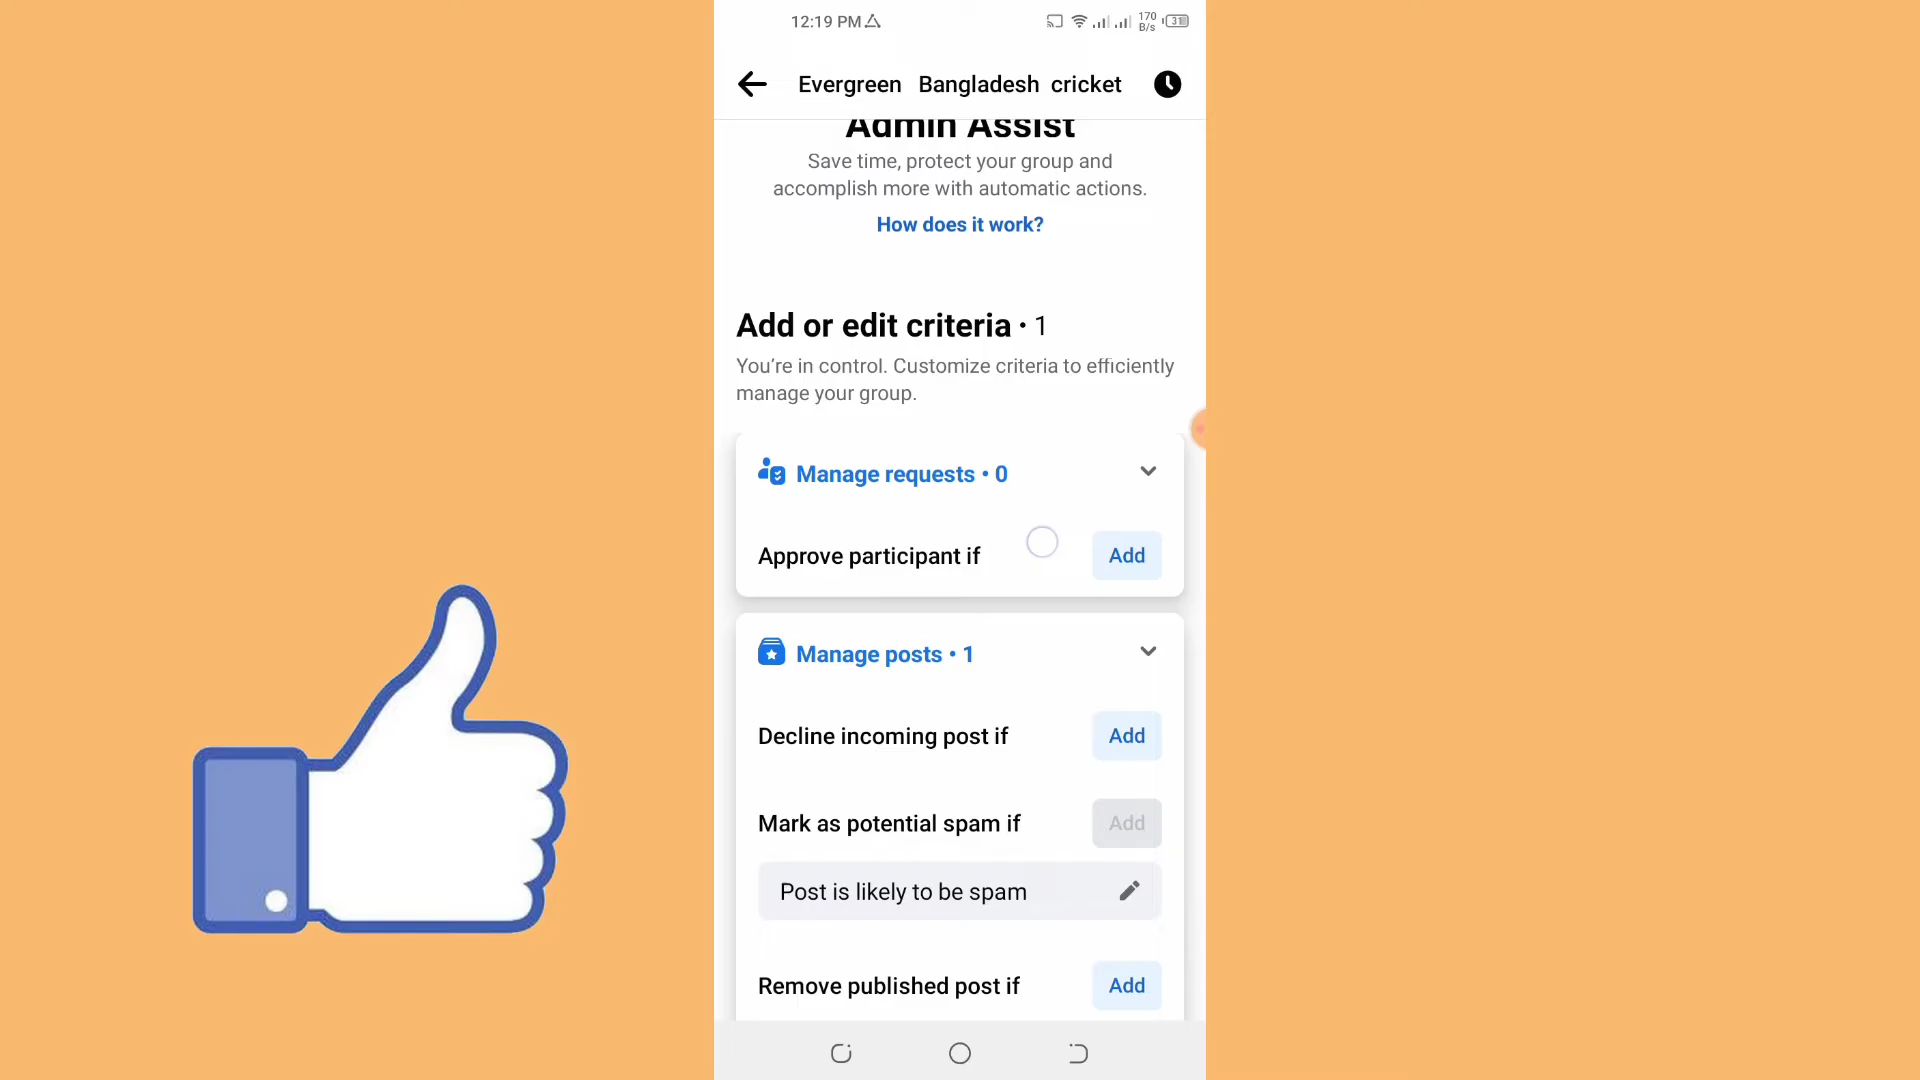 12:19 PM
170
B/s
31
Evergreen Bangladesh cricket
Admin Assist
Save time, protect your group and
accomplish more with automatic actions.
How does it work?
Add or edit criteria • 1
You’re in control. Customize criteria to efficiently
manage your group.
Manage requests • 0
Approve participant if
Add
Manage posts • 1
Decline incoming post if
Add
Mark as potential spam if
Add
Post is likely to be spam
Remove published post if
Add